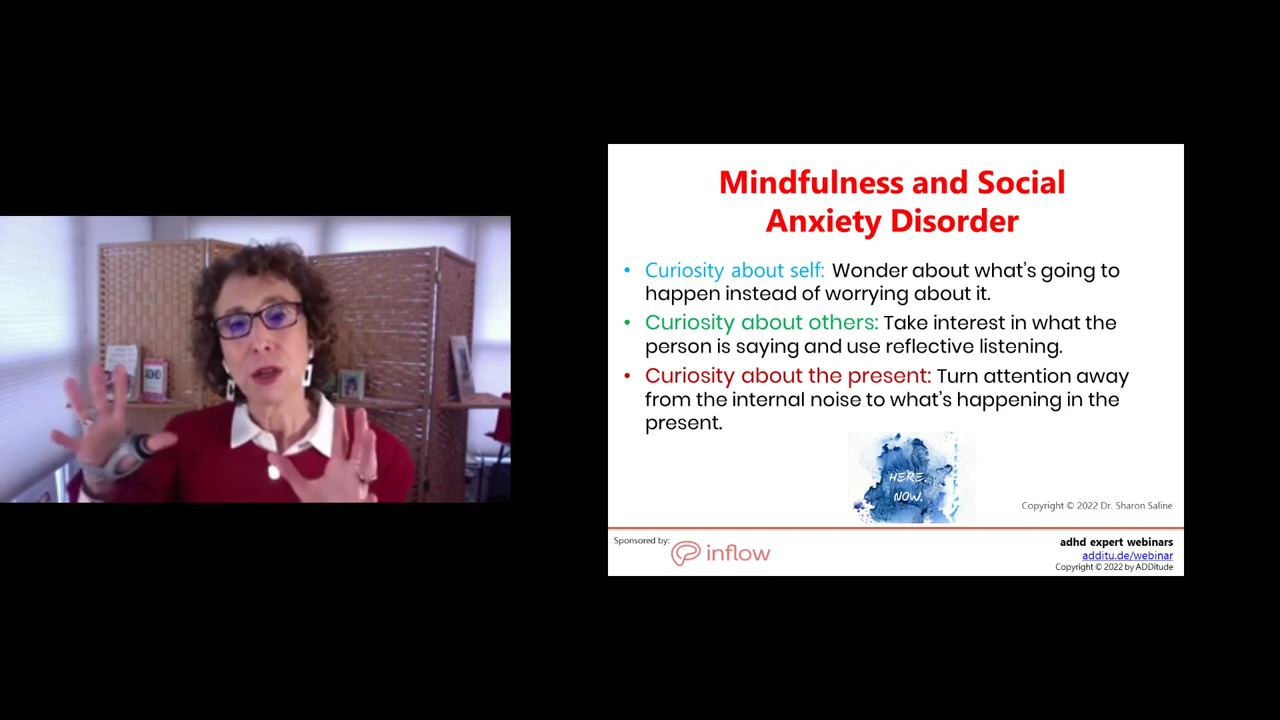 ADHD
Mindfulness and Social
Anxiety Disorder
• Curiosity about self: Wonder about what's going to
happen instead of worrying about it.
• Curiosity about others: Take interest in what the
person is saying and use reflective listening.
• Curiosity about the present: Turn attention away
from the internal noise to what's happening in the
present.
HERE.
NOW.
Copyright © 2022 Dr. Sharon Saline
Sponsored by:
inflow
adhd expert webinars
additu.de/webinar
Copyright © 2022 by ADDitude